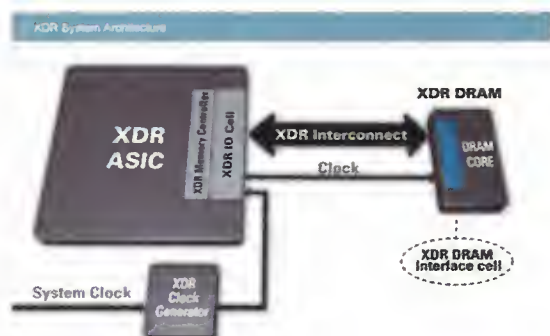 XDR System Architecture
XDR DRAM
XDR
ASIC
XDR Memory Controller
XDR IO Cell
XDR Interconnect
Clock
DRAM
CORE
XDR DRAM
Interface cell
System Clock
XDR
Clock
Generator